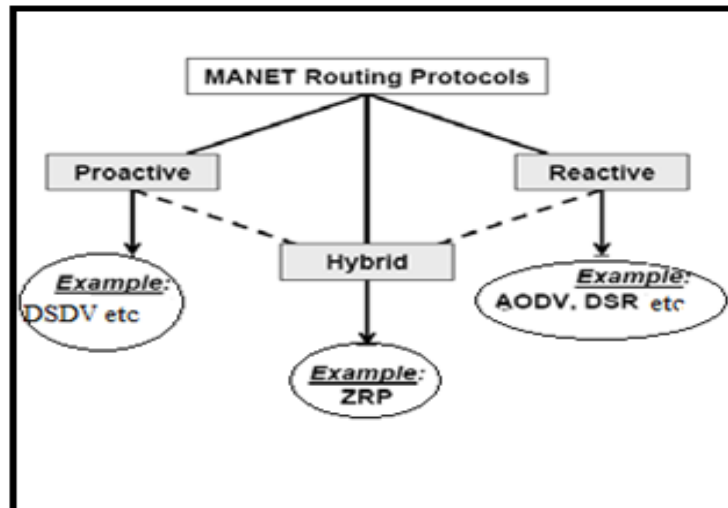 MANET Routing Protocols
Proactive
Reactive
Hybrid
Example:
DSDV etc
Example:
AODV, DSR etc
Example:
ZRP